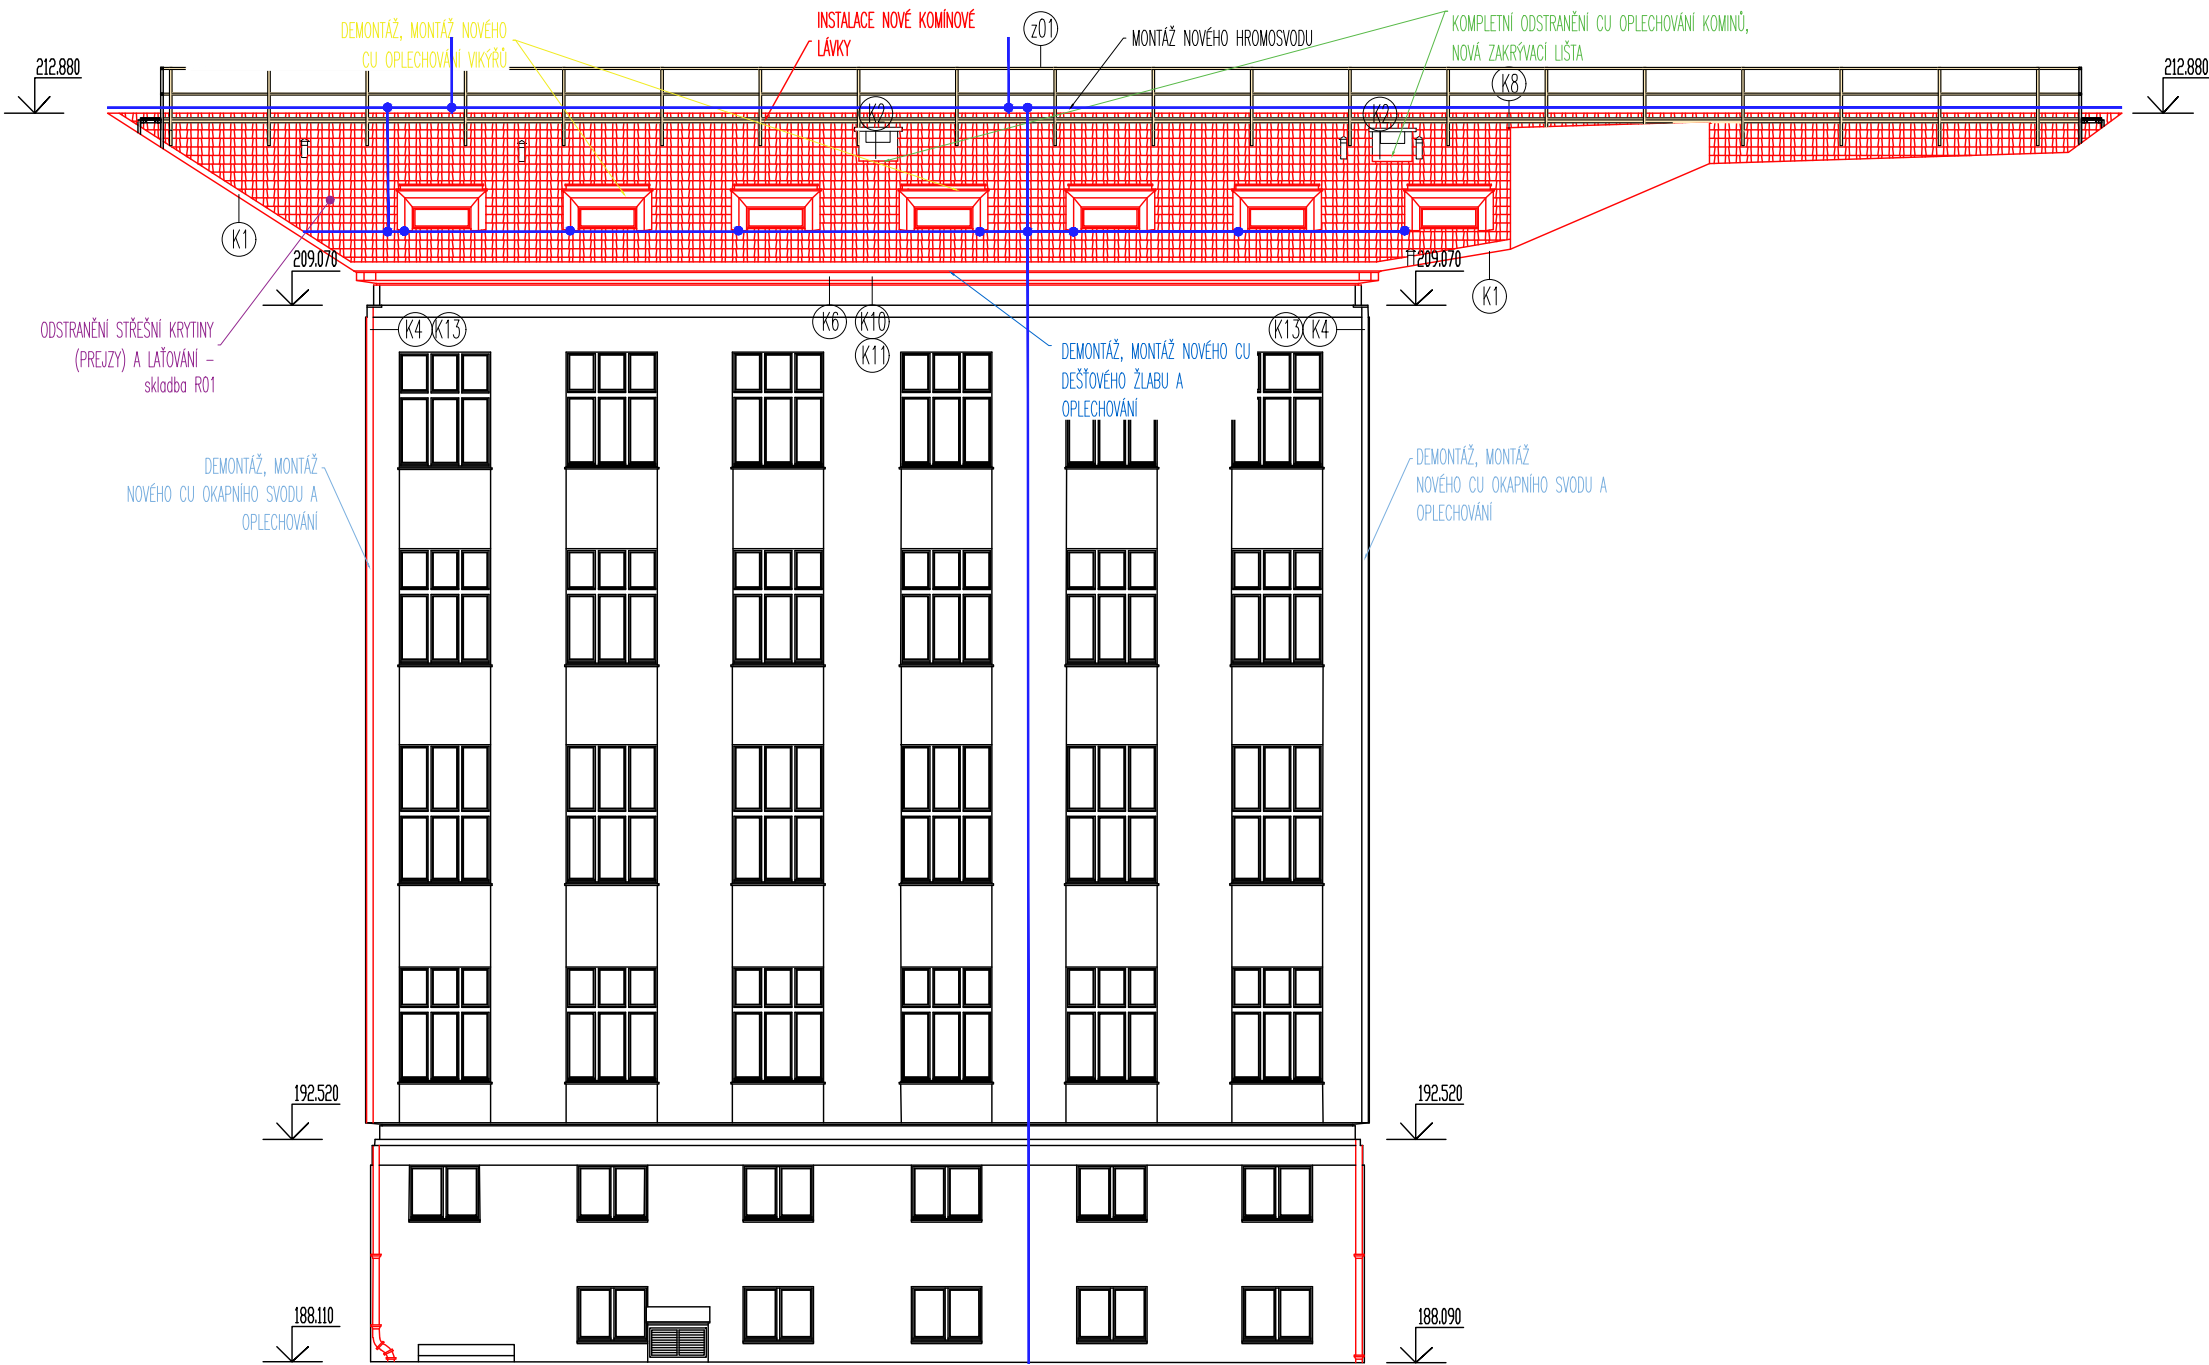 DEMONTÁŽ, MONTÁŽ NOVÉHO
CU OPLECHOVÁNÍ VIKÝŘŮ
INSTALACE NOVÉ KOMÍNOVÉ
LÁVKY
z01
MONTÁŽ NOVÉHO HROMOSVODU
KOMPLETNÍ ODSTRANĚNÍ CU OPLECHOVÁNÍ KOMINŮ,
NOVÁ ZAKRÝVACÍ LIŠTA
212.880
212.880
K8
K2
K2
K1
209.070
209.070
K1
ODSTRANĚNÍ STŘEŠNÍ KRYTINY
(PREJZY) A LAŤOVÁNÍ –
skladba R01
K4
K13
K6
K10
K11
K13
K4
DEMONTÁŽ, MONTÁŽ NOVÉHO CU
DEŠŤOVÉHO ŽLABU A
OPLECHOVÁNÍ
DEMONTÁŽ, MONTÁŽ
NOVÉHO CU OKAPNÍHO SVODU A
OPLECHOVÁNÍ
DEMONTÁŽ, MONTÁŽ
NOVÉHO CU OKAPNÍHO SVODU A
OPLECHOVÁNÍ
192.520
192.520
188.110
188.090